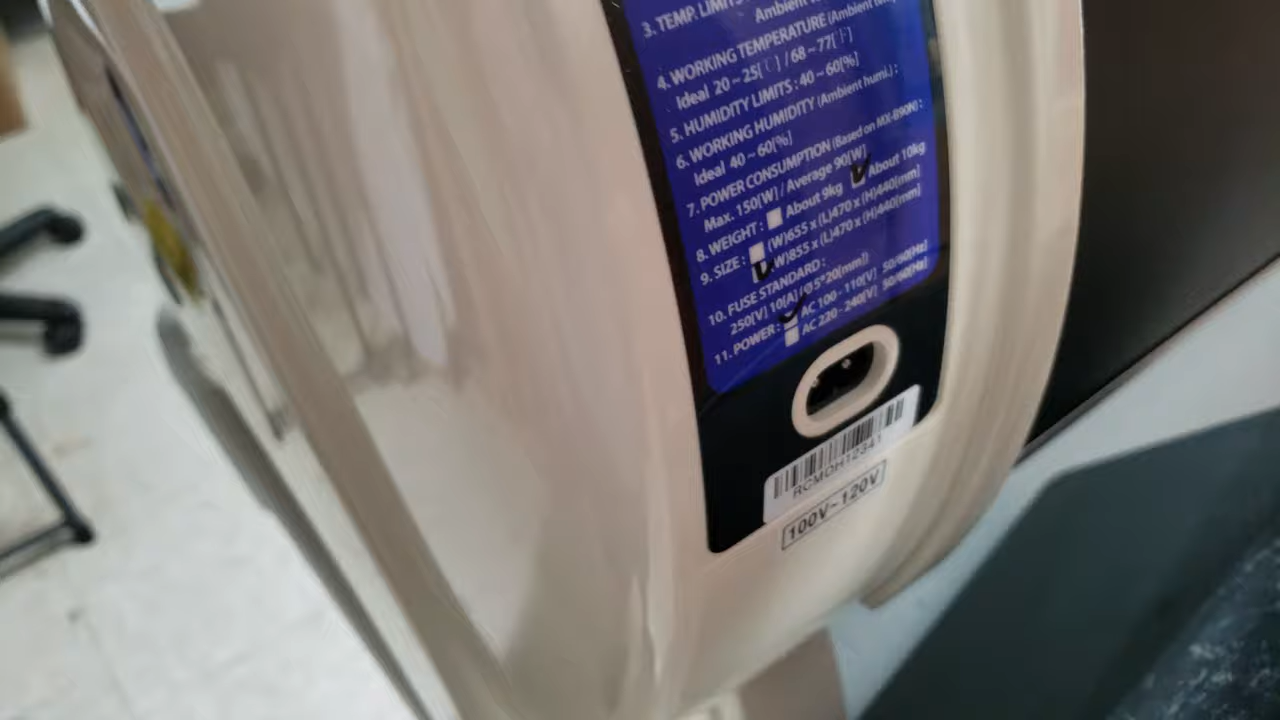 3. TEMP. LIMITS
Ambient
4. WORKING TEMPERATURE (Ambient
Ideal 20 ~ 25[℃] / 68 ~ 77[℉]
5. HUMIDITY LIMITS : 40 ~ 60[%]
6. WORKING HUMIDITY (Ambient humi.) :
Ideal 40 ~ 60[%]
7. POWER CONSUMPTION (Based on MX-B90N) :
Max. 150[W] / Average 90[W]
8. WEIGHT : About 9kg About 10kg
9. SIZE : (W)655 x (L)470 x (H)440[mm]
(W)855 x (L)470 x (H)440[mm]
10. FUSE STANDARD :
250[V] 10[A] / Ø5*20[mm])
11. POWER : AC 100 - 110[V] 50/60[Hz]
AC 220 - 240[V] 50/60[Hz]
RCMOH12341
100V~120V